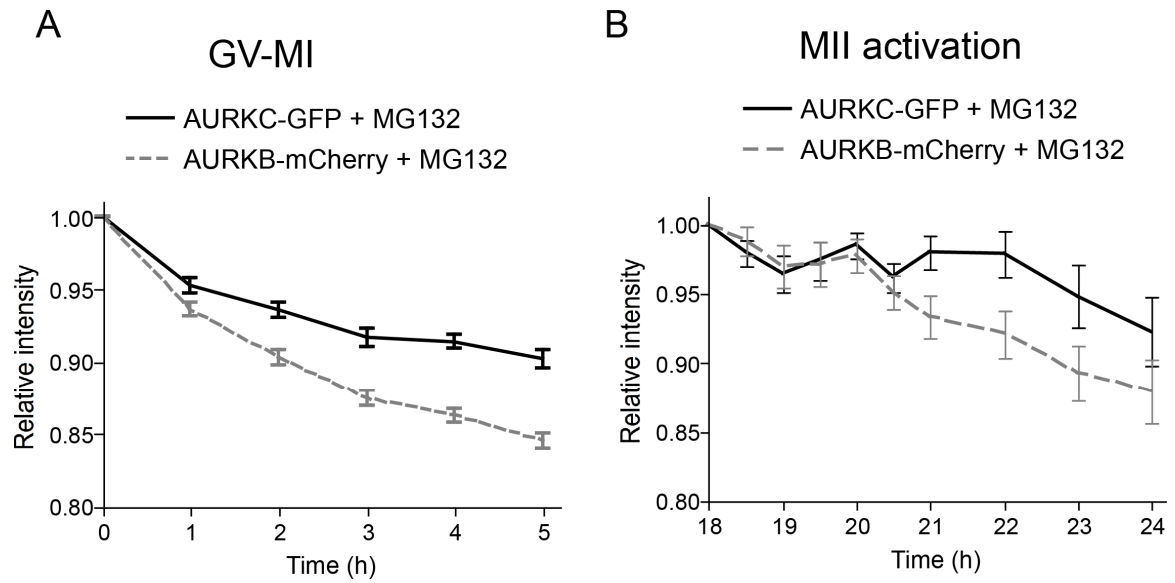 A
GV-MI
AURKC-GFP + MG132
AURKB-mCherry + MG132
Relative intensity
1.00
0.95
0.90
0.85
0.80
0 1 2 3 4 5
Time (h)
B
MII activation
AURKC-GFP + MG132
AURKB-mCherry + MG132
Relative intensity
1.00
0.95
0.90
0.85
0.80
18 19 20 21 22 23 24
Time (h)